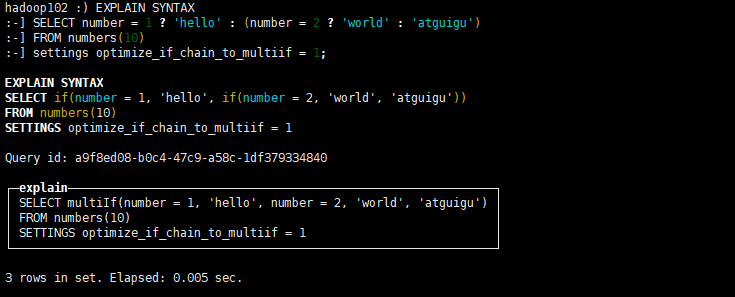 hadoop102 :) EXPLAIN SYNTAX
:-] SELECT number = 1 ? 'hello' : (number = 2 ? 'world' : 'atguigu')
:-] FROM numbers(10)
:-] settings optimize_if_chain_to_multiif = 1;
EXPLAIN SYNTAX
SELECT if(number = 1, 'hello', if(number = 2, 'world', 'atguigu'))
FROM numbers(10)
SETTINGS optimize_if_chain_to_multiif = 1
Query id: a9f8ed08-b0c4-47c9-a58c-1df379334840
explain
SELECT multiIf(number = 1, 'hello', number = 2, 'world', 'atguigu')
FROM numbers(10)
SETTINGS optimize_if_chain_to_multiif = 1
3 rows in set. Elapsed: 0.005 sec.